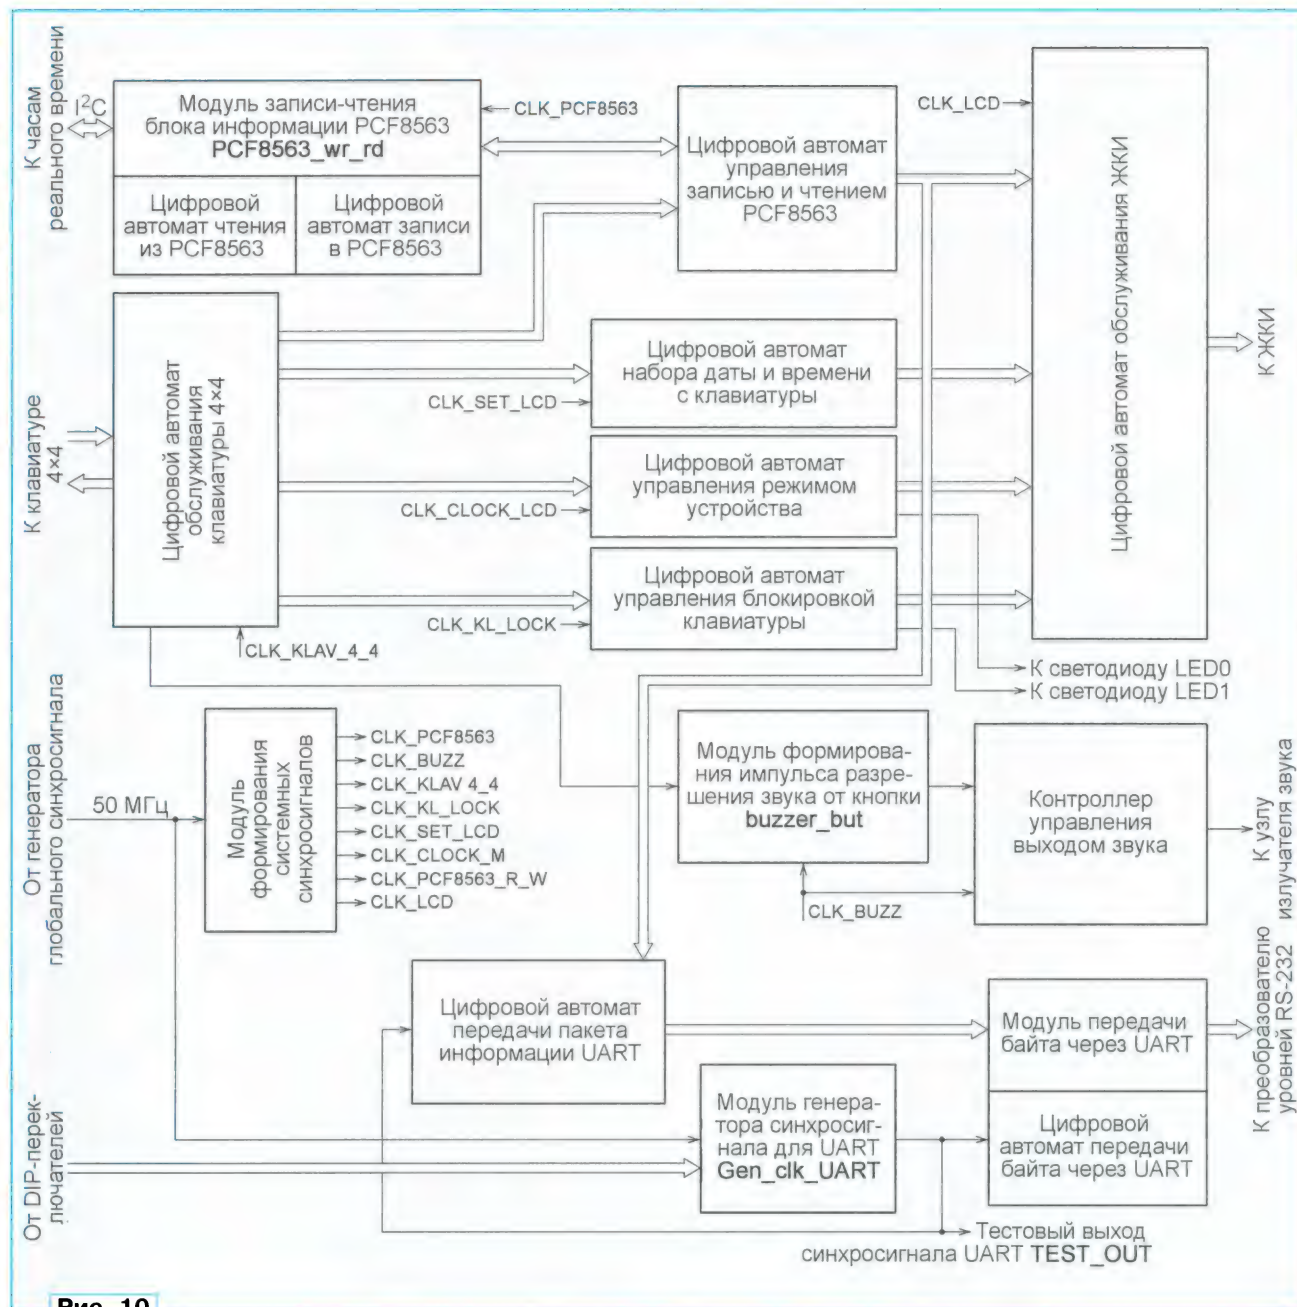 К часам
реального времени
I²C
Модуль записи-чтения
блока информации PCF8563
PCF8563_wr_rd
Цифровой
автомат чтения
из PCF8563
Цифровой
автомат записи
в PCF8563
CLK_PCF8563
Цифровой автомат
управления
записью и чтением
PCF8563
CLK_LCD
Цифровой автомат обслуживания ЖКИ
К ЖКИ
К клавиатуре
4×4
Цифровой автомат
обслуживания
клавиатуры 4×4
CLK_KLAV_4_4
Цифровой автомат
набора даты и времени
с клавиатуры
CLK_SET_LCD
Цифровой автомат
управления режимом
устройства
CLK_CLOCK_LCD
Цифровой автомат
управления блокировкой
клавиатуры
CLK_KL_LOCK
К светодиоду LED0
К светодиоду LED1
От генератора
глобального синхросигнала
50 МГц
Модуль
формирования
системных
синхросигналов
CLK_PCF8563
CLK_BUZZ
CLK_KLAV 4_4
CLK_KL_LOCK
CLK_SET_LCD
CLK_CLOCK_M
CLK_PCF8563_R_W
CLK_LCD
Модуль формирова-
ния импульса разре-
шения звука от кнопки
buzzer_but
CLK_BUZZ
Контроллер
управления
выходом звука
К узлу
излучателя звука
Цифровой автомат
передачи пакета
информации UART
Модуль передачи
байта через UART
Цифровой
автомат передачи
байта через UART
К преобразователю
уровней RS-232
От DIP-перек-
лючателей
Модуль генера-
тора синхросиг-
нала для UART
Gen_clk_UART
Тестовый выход
синхросигнала UART TEST_OUT
Рис. 10